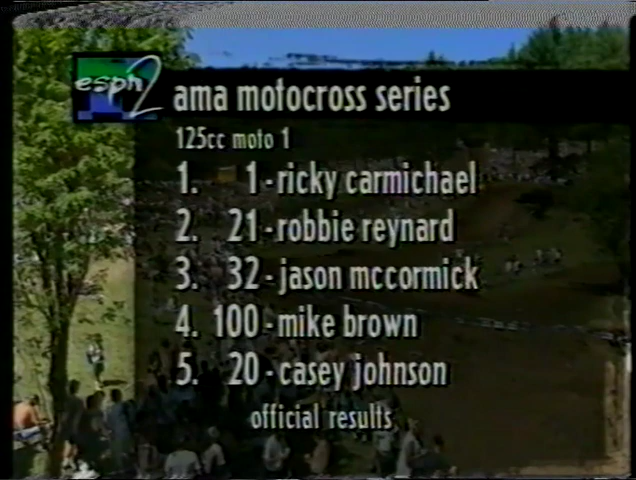 espn2
ama motocross series
125cc moto 1
1. 1-ricky carmichael
2. 21-robbie reynard
3. 32-jason mccormick
4. 100-mike brown
5. 20-casey johnson
official results